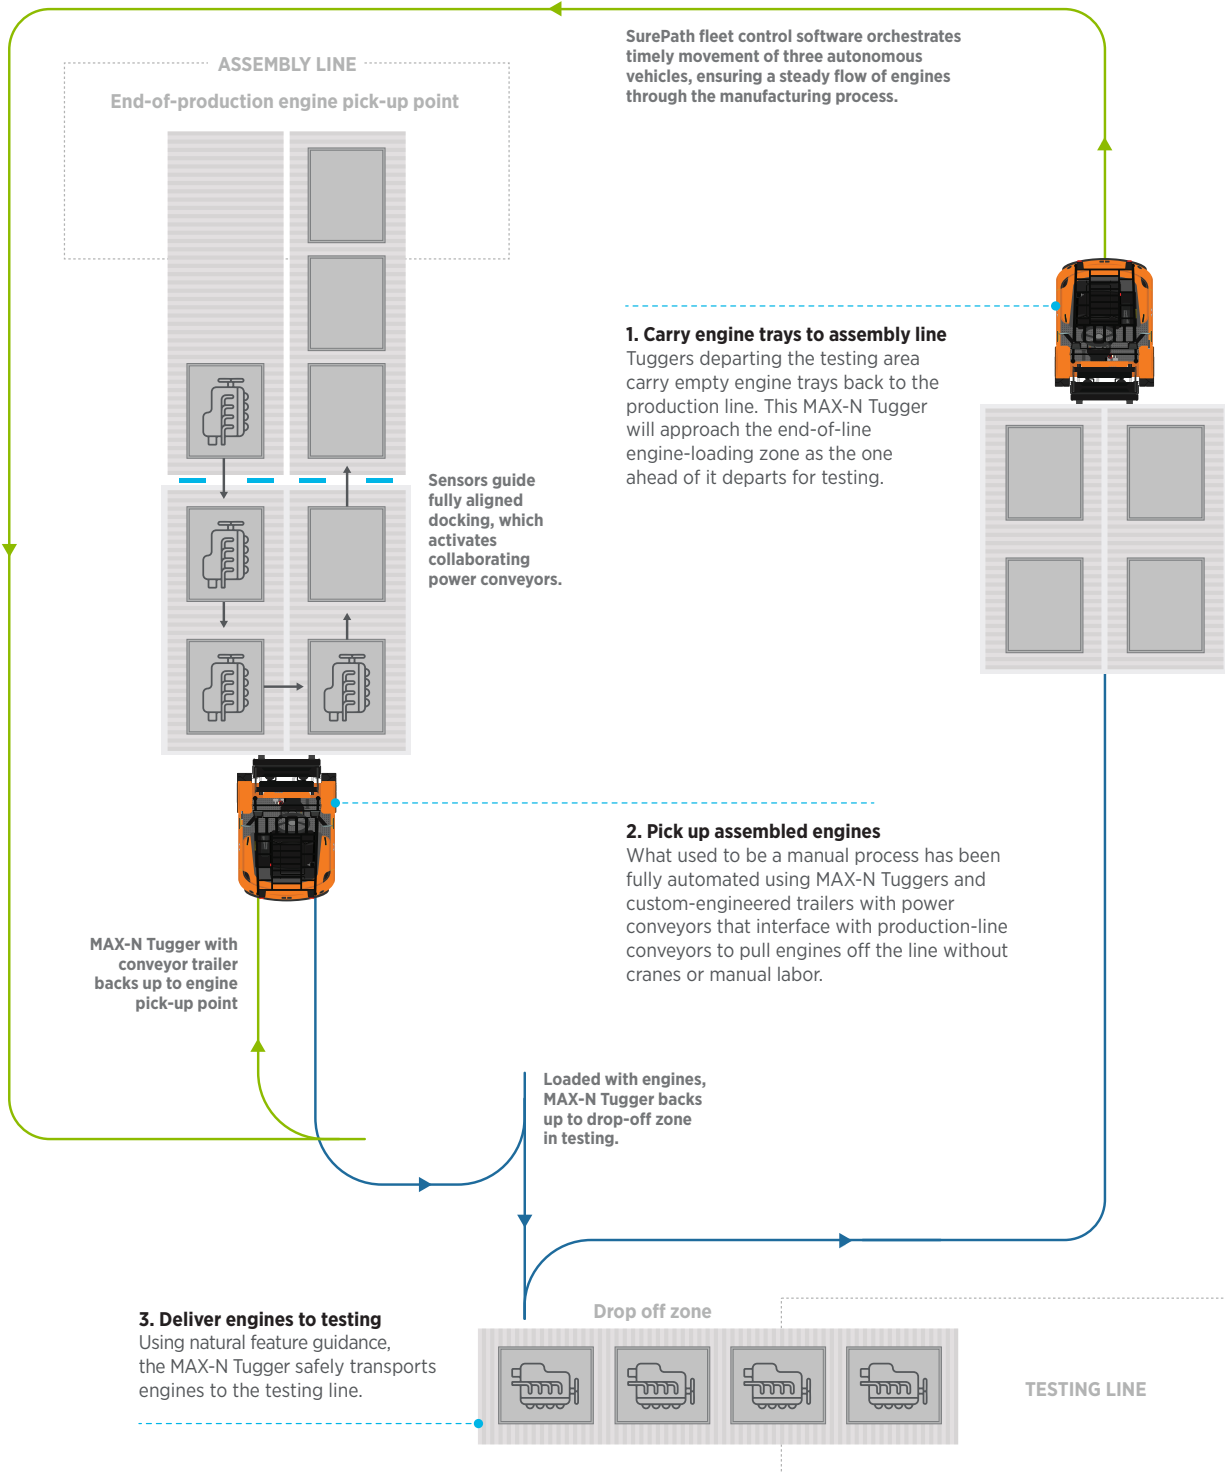 SurePath fleet control software orchestrates
timely movement of three autonomous
vehicles, ensuring a steady flow of engines
through the manufacturing process.
ASSEMBLY LINE
End-of-production engine pick-up point
1. Carry engine trays to assembly line
Tuggers departing the testing area
carry empty engine trays back to the
production line. This MAX-N Tugger
will approach the end-of-line
engine-loading zone as the one
ahead of it departs for testing.
Sensors guide
fully aligned
docking, which
activates
collaborating
power conveyors.
2. Pick up assembled engines
What used to be a manual process has been
fully automated using MAX-N Tuggers and
custom-engineered trailers with power
conveyors that interface with production-line
conveyors to pull engines off the line without
cranes or manual labor.
MAX-N Tugger with
conveyor trailer
backs up to engine
pick-up point
Loaded with engines,
MAX-N Tugger backs
up to drop-off zone
in testing.
3. Deliver engines to testing
Using natural feature guidance,
the MAX-N Tugger safely transports
engines to the testing line.
Drop off zone
TESTING LINE